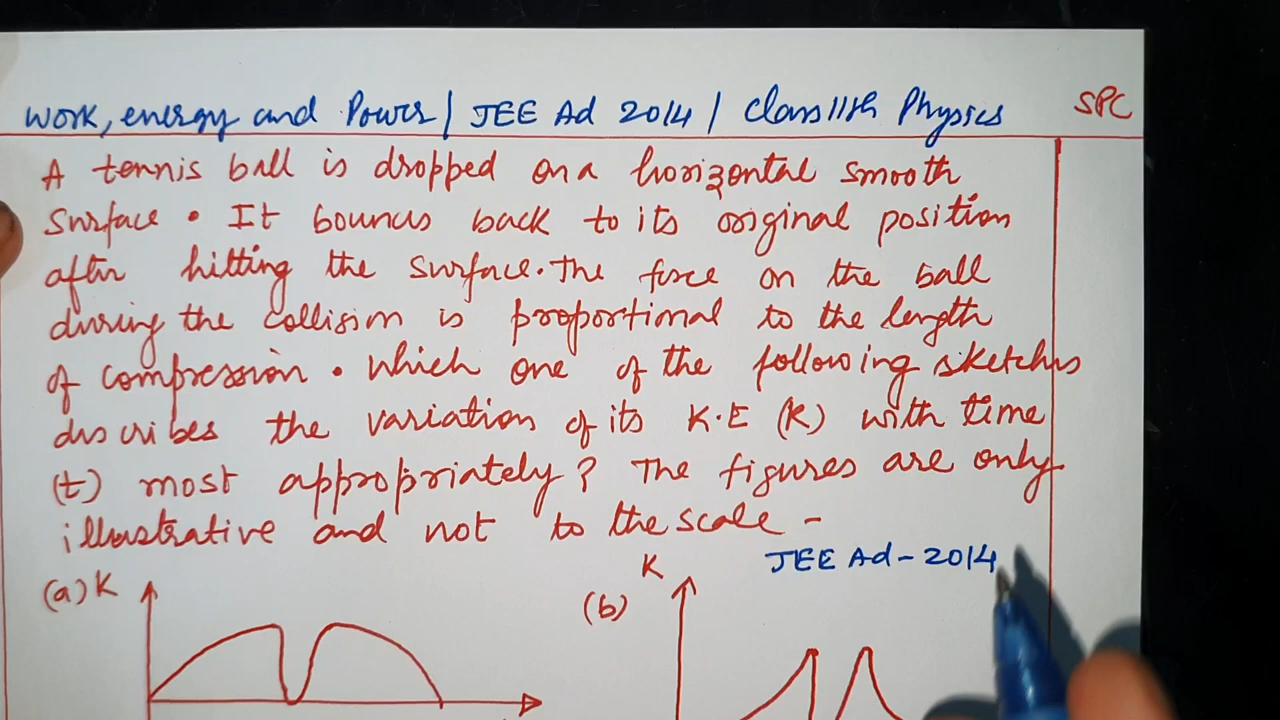 Work, energy and Power | JEE Ad 2014 | Class 11th Physics
SPC
A tennis ball is dropped on a horizontal smooth
surface. It bounces back to its original position
after hitting the surface. The force on the ball
during the collision is proportional to the length
of compression. Which one of the following sketches
describes the variation of its K.E (K) with time
(t) most appropriately? The figures are only
illustrative and not to the scale -
JEE Ad - 2014
(a) K
(b) K